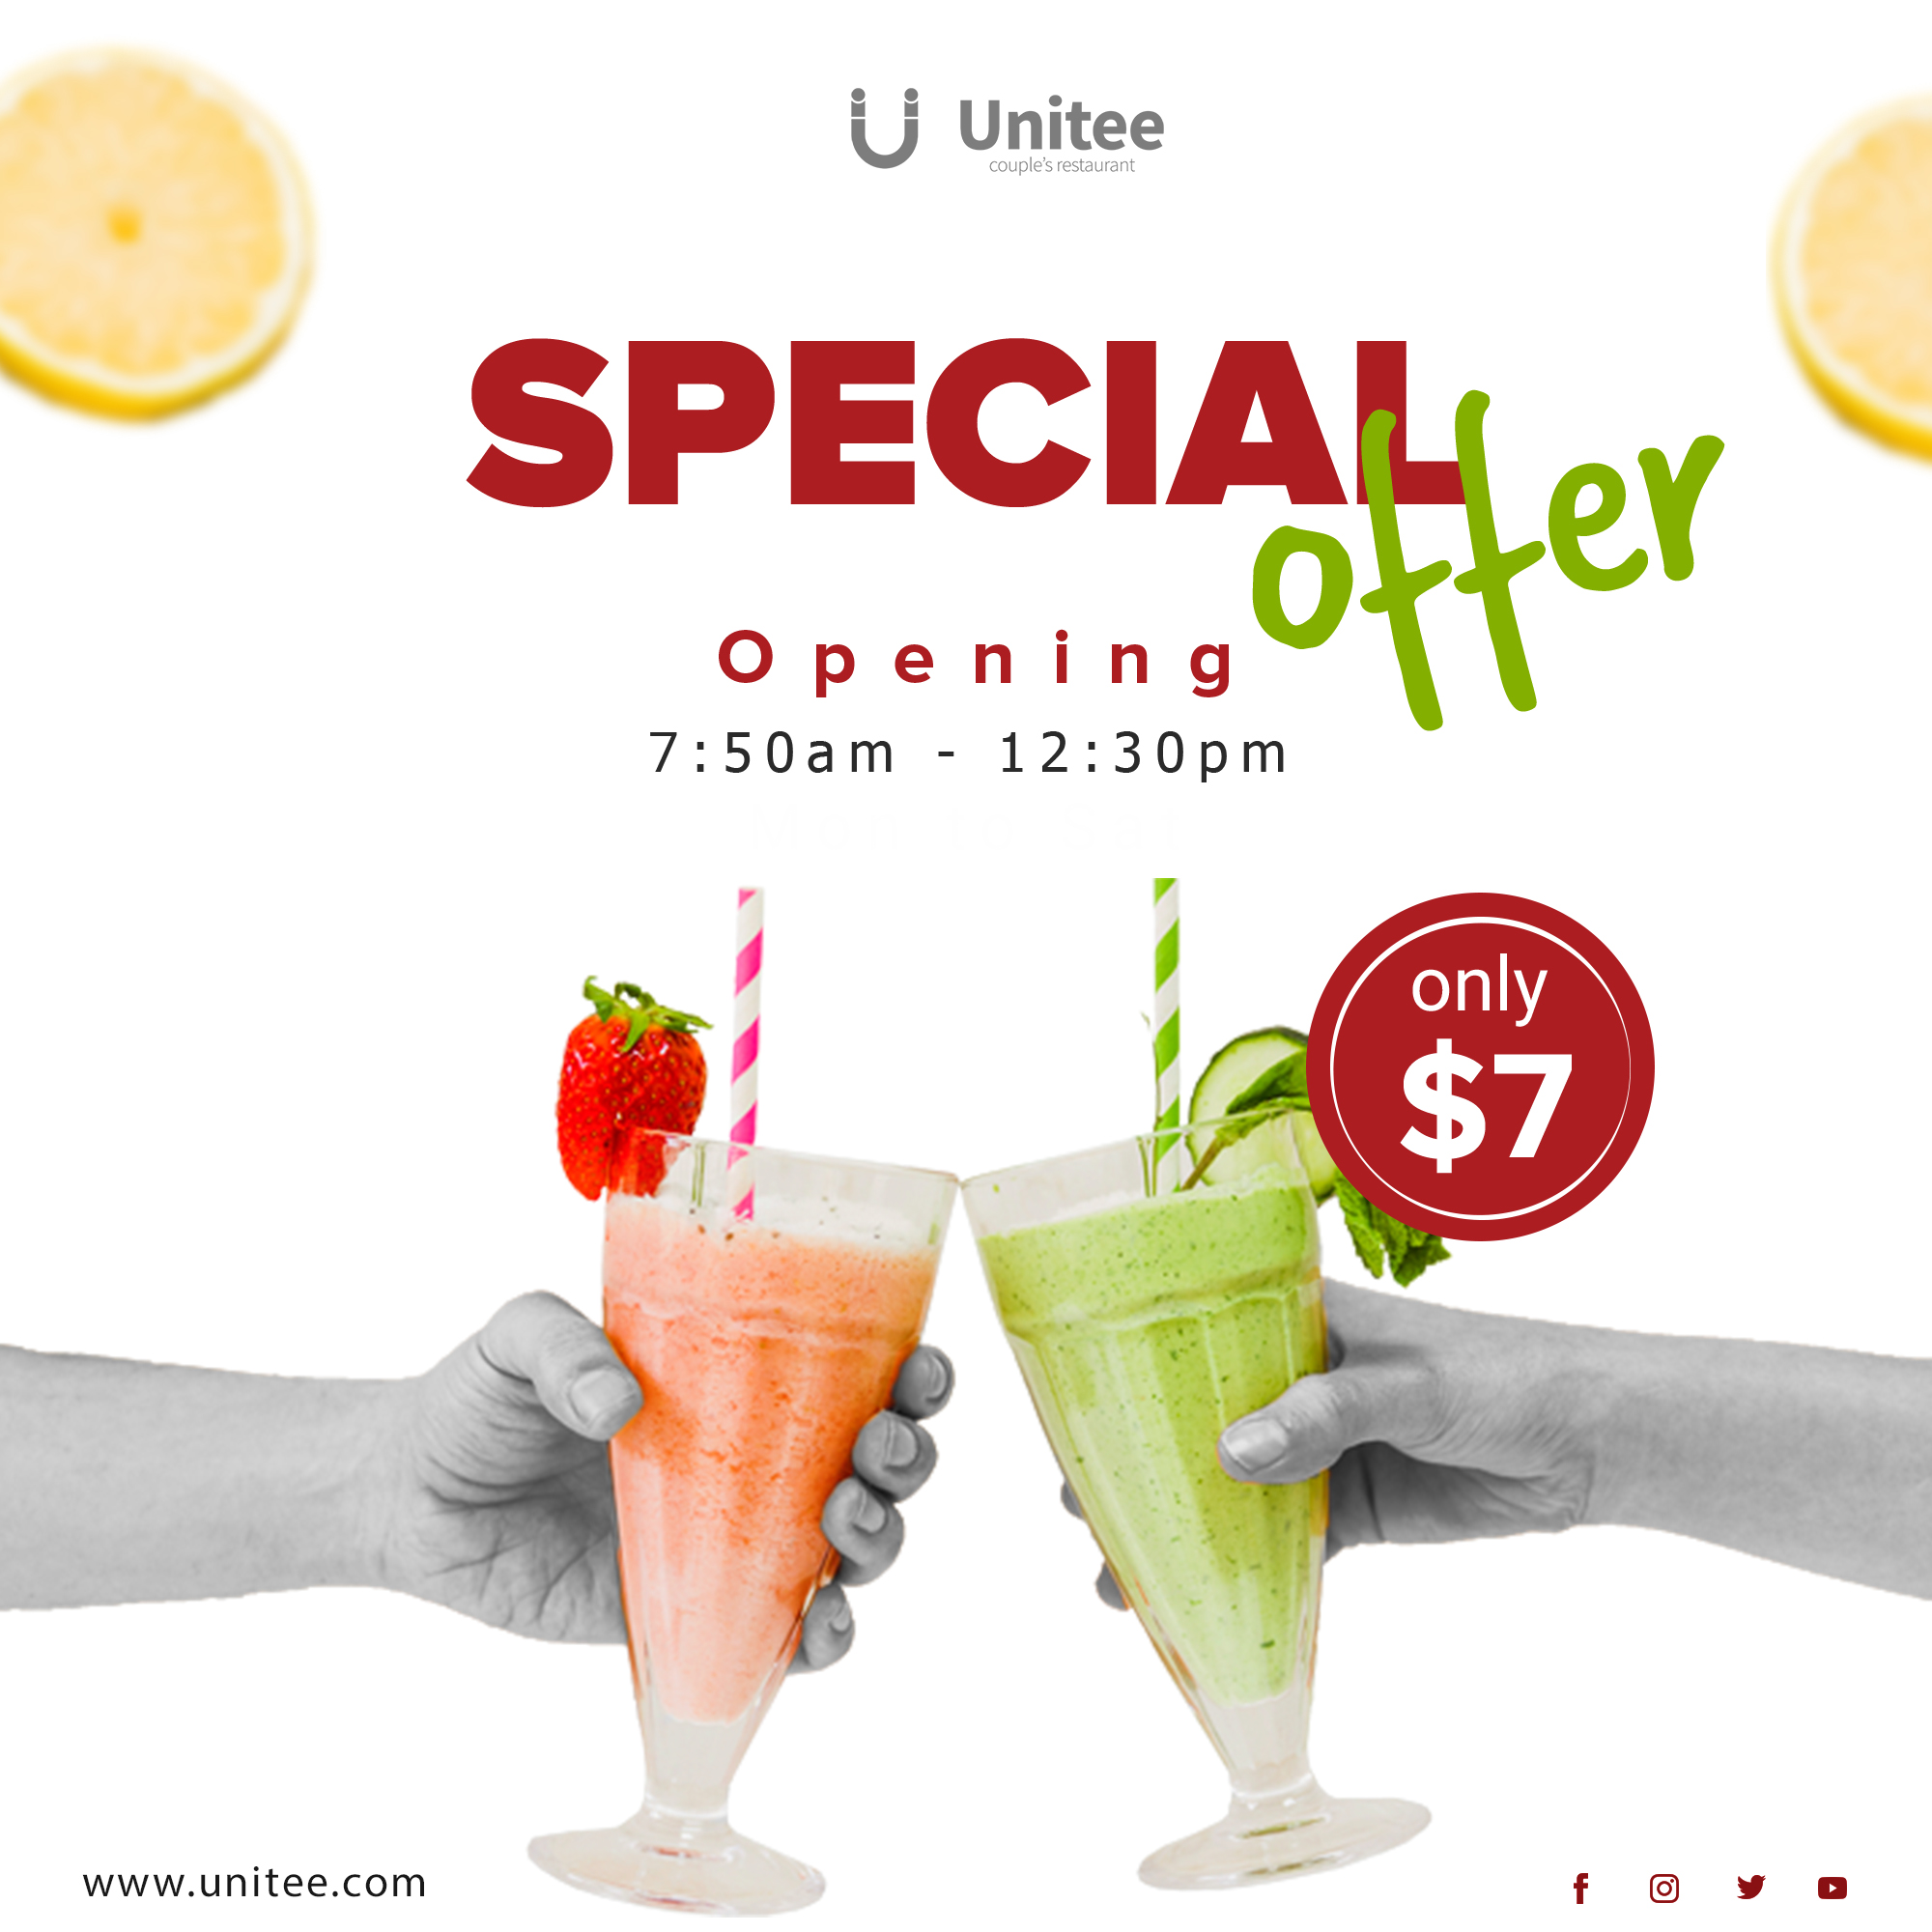 Unitee
couple's restaurant
SPECIAL
offer
Opening
7:50am - 12:30pm
only
$7
www.unitee.com